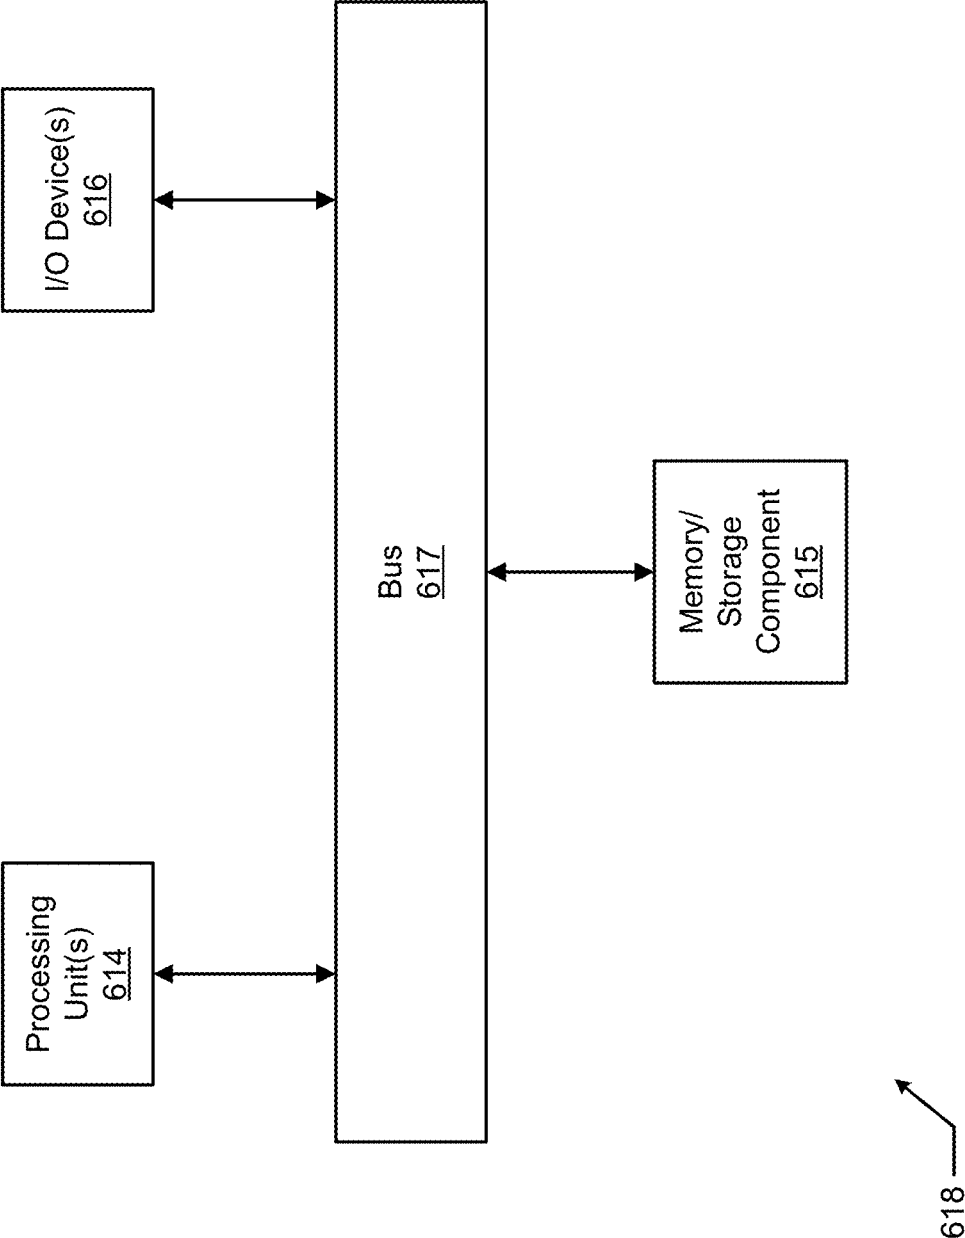 Processing
Unit(s)
614
I/O Device(s)
616
Bus
617
Memory/
Storage
Component
615
618